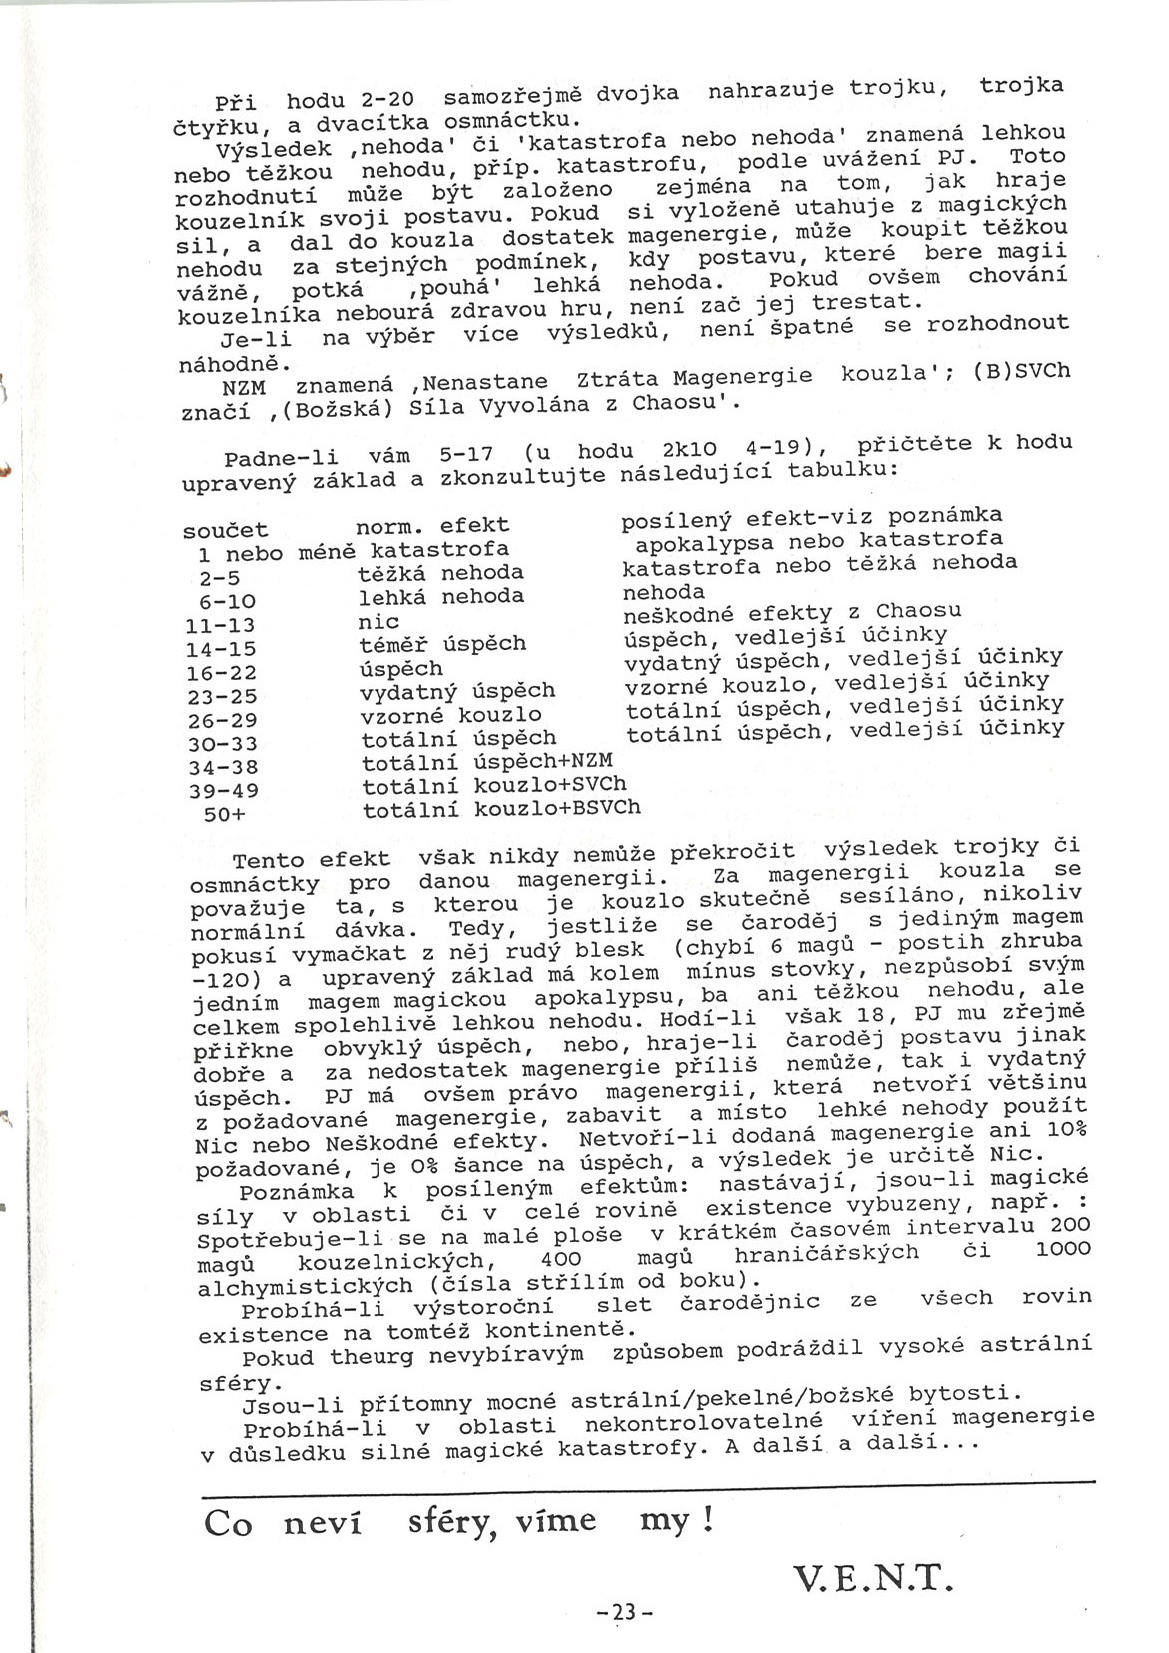 Při hodu 2-20 samozřejmě dvojka nahrazuje trojku, trojka
čtyřku, a dvacítka osmnáctku.
Výsledek ,nehoda' či 'katastrofa nebo nehoda' znamená lehkou
nebo těžkou nehodu, příp. katastrofu, podle uvážení PJ. Toto
rozhodnutí může být založeno zejména na tom, jak hraje
kouzelník svoji postavu. Pokud si vyloženě utahuje z magických
sil, a dal do kouzla dostatek magenergie, může koupit těžkou
nehodu za stejných podmínek, kdy postavu, které bere magii
vážně, potká ,pouhá' lehká nehoda. Pokud ovšem chování
kouzelníka nebourá zdravou hru, není zač jej trestat.
Je-li na výběr více výsledků, není špatné se rozhodnout
náhodně.
NZM znamená ,Nenastane Ztráta Magenergie kouzla'; (B)SVCh
značí ,(Božská) Síla Vyvolána z Chaosu'.
Padne-li vám 5-17 (u hodu 2k10 4-19), přičtěte k hodu
upravený základ a zkonzultujte následující tabulku:
součet norm. efekt posílený efekt-viz poznámka
1 nebo méně katastrofa apokalypsa nebo katastrofa
2-5 těžká nehoda katastrofa nebo těžká nehoda
6-10 lehká nehoda nehoda
11-13 nic neškodné efekty z Chaosu
14-15 téměř úspěch úspěch, vedlejší účinky
16-22 úspěch vydatný úspěch, vedlejší účinky
23-25 vydatný úspěch vzorné kouzlo, vedlejší účinky
26-29 vzorné kouzlo totální úspěch, vedlejší účinky
30-33 totální úspěch totální úspěch, vedlejší účinky
34-38 totální úspěch+NZM
39-49 totální kouzlo+SVCh
50+ totální kouzlo+BSVCh
Tento efekt však nikdy nemůže překročit výsledek trojky či
osmnáctky pro danou magenergii. Za magenergii kouzla se
považuje ta, s kterou je kouzlo skutečně sesíláno, nikoliv
normální dávka. Tedy, jestliže se čaroděj s jediným magem
pokusí vymačkat z něj rudý blesk (chybí 6 magů - postih zhruba
-120) a upravený základ má kolem mínus stovky, nezpůsobí svým
jedním magem magickou apokalypsu, ba ani těžkou nehodu, ale
celkem spolehlivě lehkou nehodu. Hodí-li však 18, PJ mu zřejmě
přiřkne obvyklý úspěch, nebo, hraje-li čaroděj postavu jinak
dobře a za nedostatek magenergie příliš nemůže, tak i vydatný
úspěch. PJ má ovšem právo magenergii, která netvoří většinu
z požadované magenergie, zabavit a místo lehké nehody použít
Nic nebo Neškodné efekty. Netvoří-li dodaná magenergie ani 10%
požadované, je 0% šance na úspěch, a výsledek je určitě Nic.
Poznámka k posíleným efektům: nastávají, jsou-li magické
síly v oblasti či v celé rovině existence vybuzeny, např. :
Spotřebuje-li se na malé ploše v krátkém časovém intervalu 200
magů kouzelnických, 400 magů hraničářských či 1000
alchymistických (čísla střílím od boku).
Probíhá-li výstoroční slet čarodějnic ze všech rovin
existence na tomtéž kontinentě.
Pokud theurg nevybíravým způsobem podráždil vysoké astrální
sféry.
Jsou-li přítomny mocné astrální/pekelné/božské bytosti.
Probíhá-li v oblasti nekontrolovatelné víření magenergie
v důsledku silné magické katastrofy. A další a další...
Co neví sféry, víme my !
V.E.N.T.
-23-